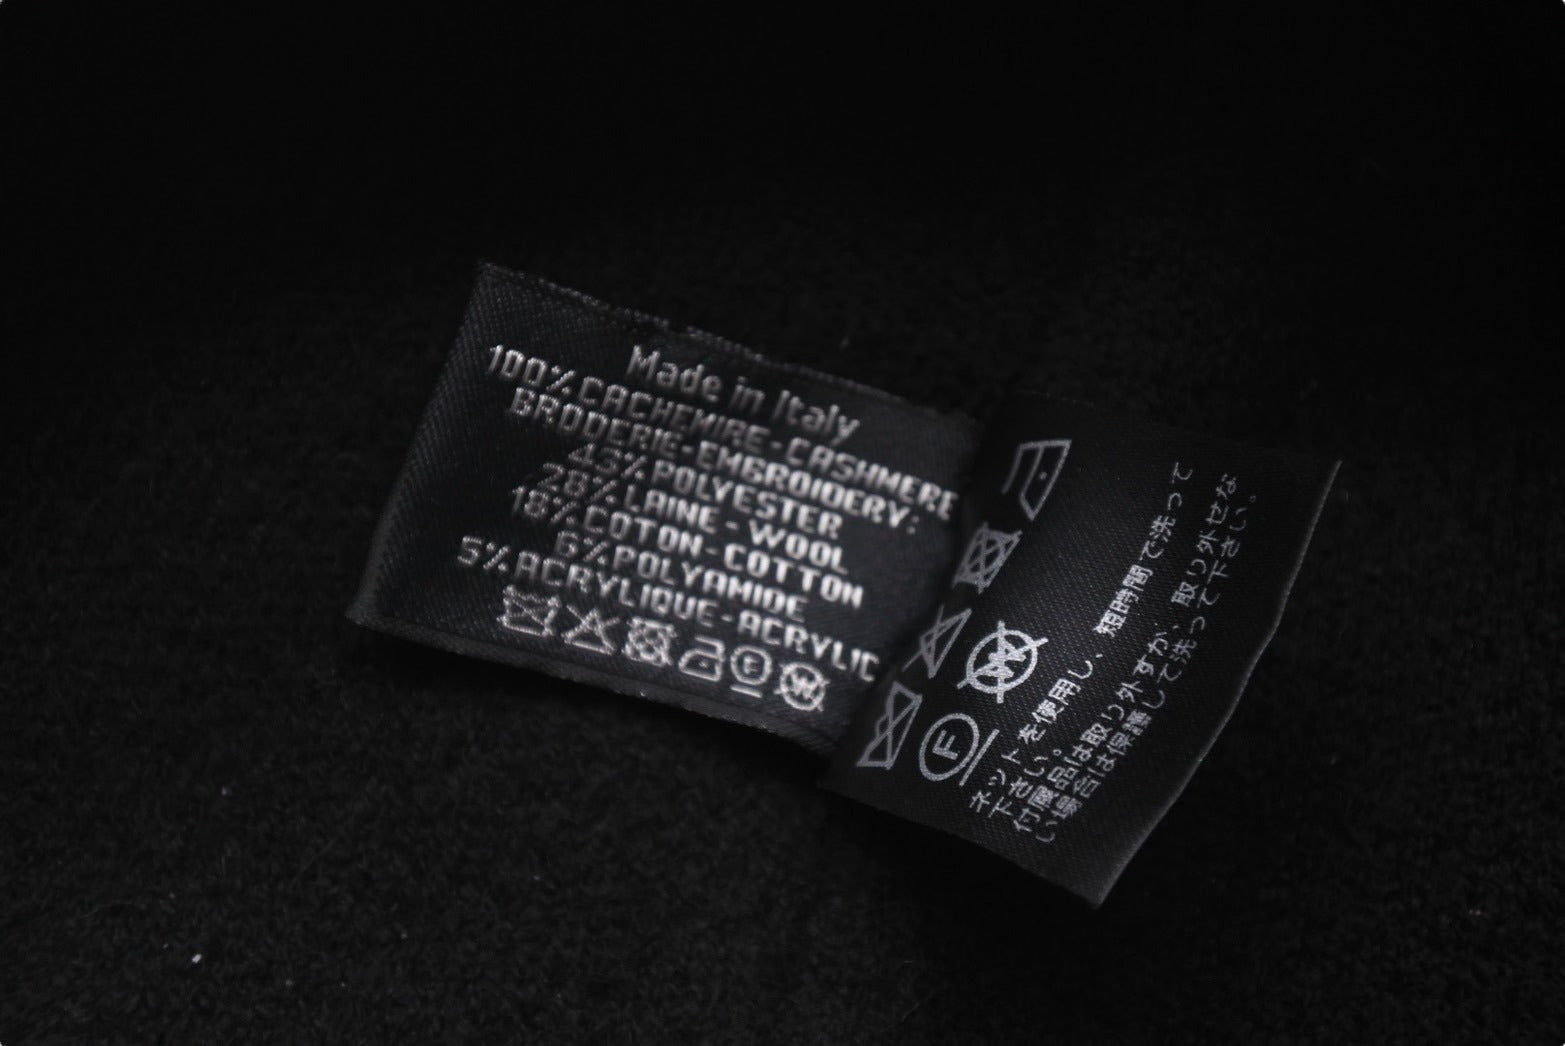 Made in Italy
100% CACHEMIRE - CASHMERE
BRODERIE-EMBROIDERY:
43% POLYESTER
28% LAINE - WOOL
18% COTON-COTTON
6% POLYAMIDE
5% ACRYLIQUE-ACRYLIC
F
W
F
W
ネットを使用し、短時間で洗って
下さい。
付属品は取り外すか、取り外せな
い場合は保護して洗って下さい。